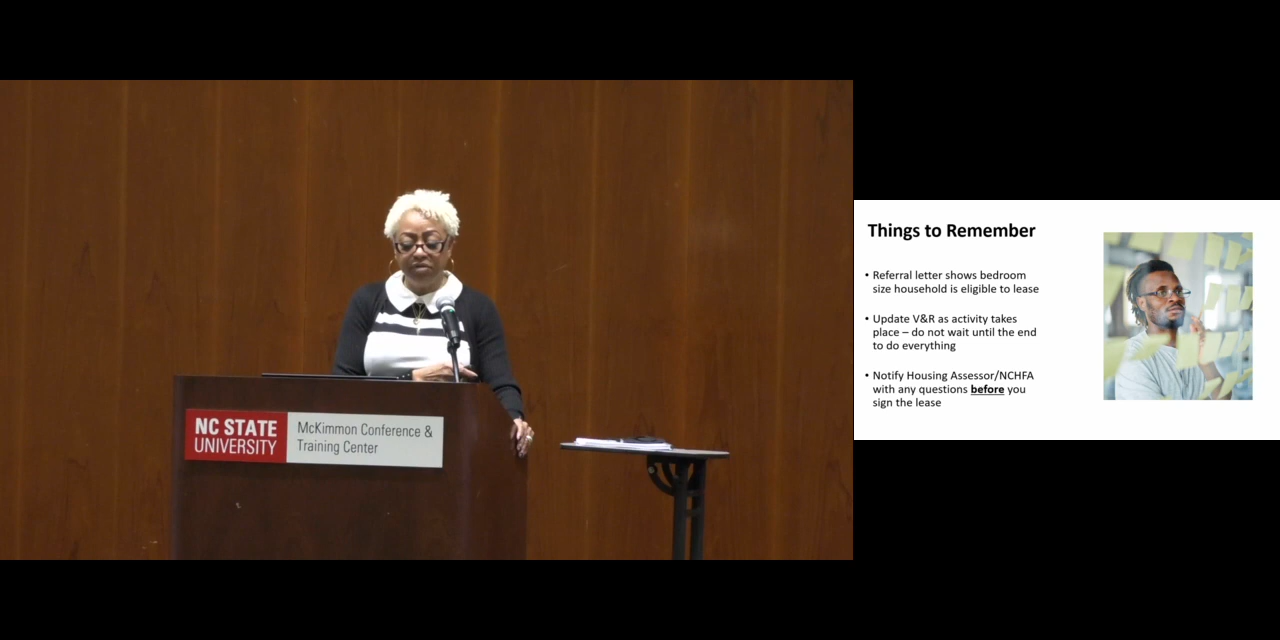 NC STATE
UNIVERSITY
McKimmon Conference &
Training Center
Things to Remember
• Referral letter shows bedroom
size household is eligible to lease
• Update V&R as activity takes
place – do not wait until the end
to do everything
• Notify Housing Assessor/NCHFA
with any questions before you
sign the lease